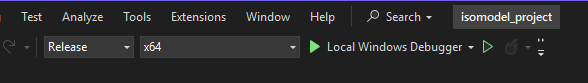 Test Analyze Tools Extensions Window Help Search isomodel_project
Release x64 Local Windows Debugger